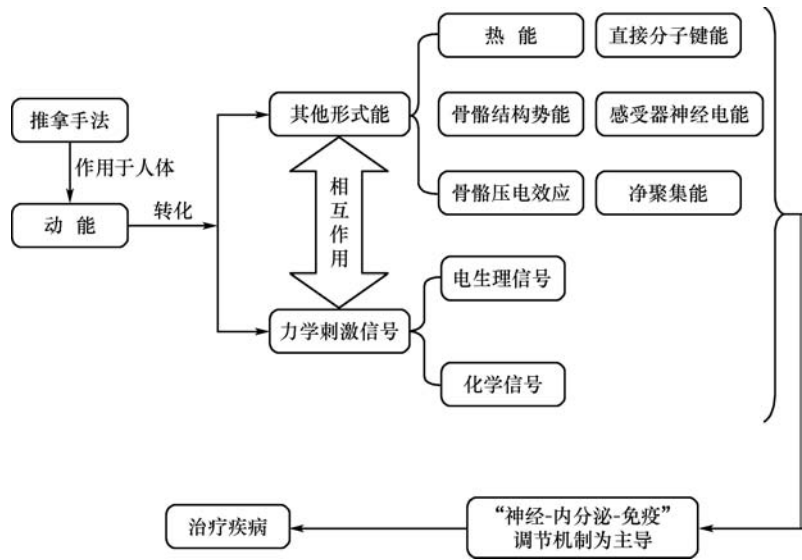 推拿手法
作用于人体
动 能
转化
其他形式能
相互作用
力学刺激信号
热 能
直接分子键能
骨骼结构势能
感受器神经电能
骨骼压电效应
净聚集能
电生理信号
化学信号
“神经-内分泌-免疫”
调节机制为主导
治疗疾病